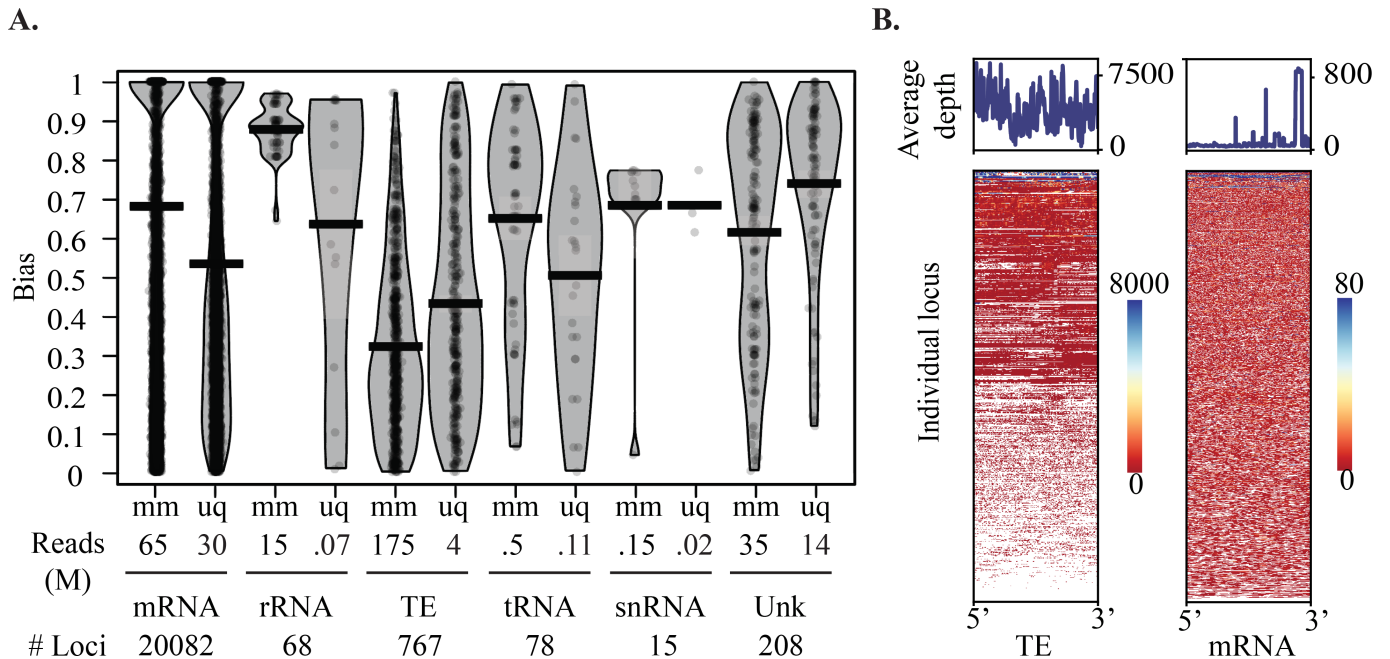 A.
Bias
1
0.9
0.8
0.7
0.6
0.5
0.4
0.3
0.2
0.1
0
mm uq mm uq mm uq mm uq mm uq mm uq
Reads 65 30 15 .07 175 4 .5 .11 .15 .02 35 14
(M)
mRNA rRNA TE tRNA snRNA Unk
# Loci 20082 68 767 78 15 208
B.
Average
depth
7500
0
800
0
Individual locus
8000
0
80
0
5’ 3’ 5’ 3’
TE mRNA